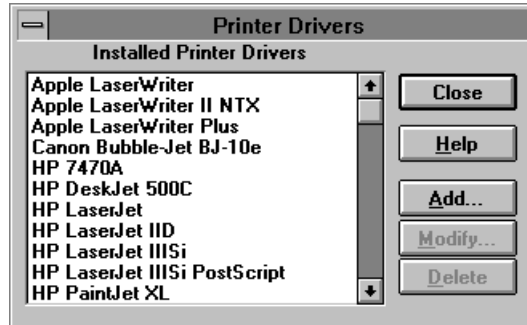 Printer Drivers
Installed Printer Drivers
Apple LaserWriter
Apple LaserWriter II NTX
Apple LaserWriter Plus
Canon Bubble-Jet BJ-10e
HP 7470A
HP DeskJet 500C
HP LaserJet
HP LaserJet IID
HP LaserJet IIISi
HP LaserJet IIISi PostScript
HP PaintJet XL
Close
Help
Add...
Modify...
Delete